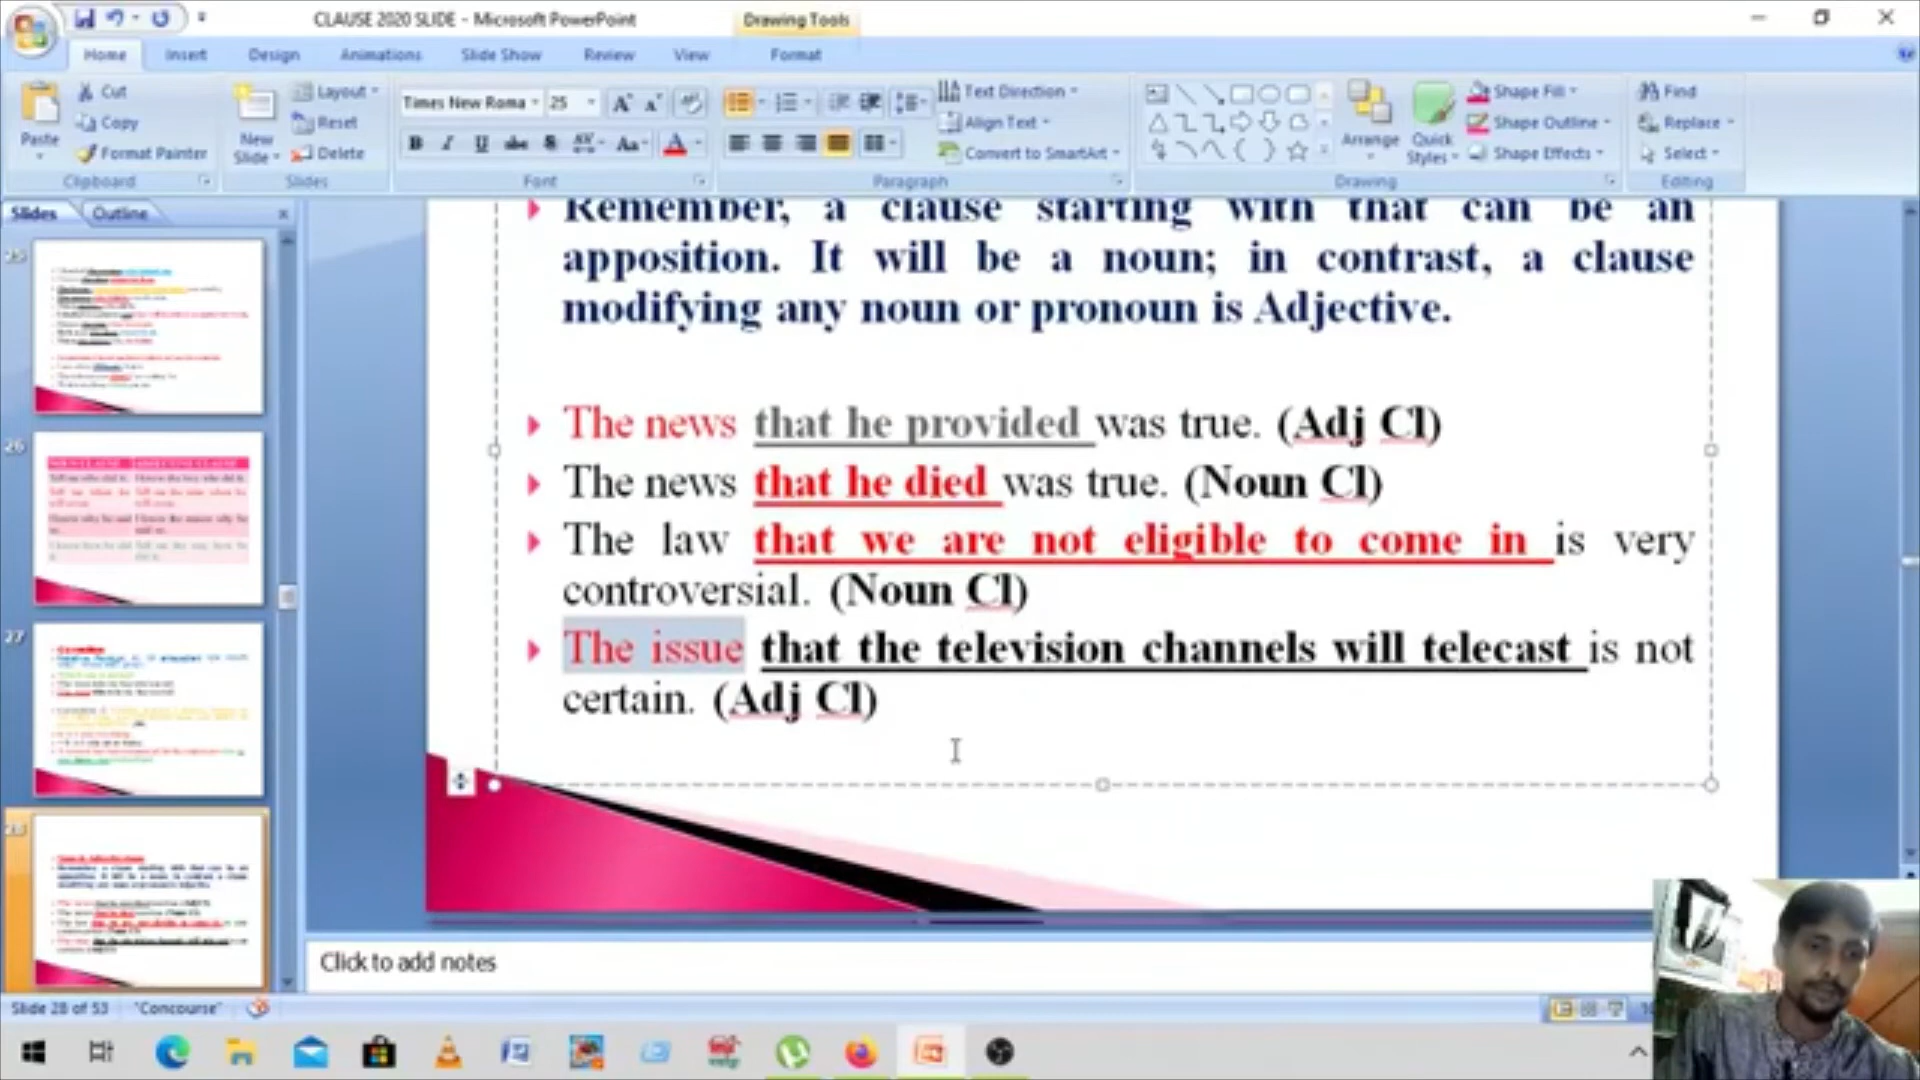 CLAUSE 2020 SLIDE - Microsoft PowerPoint
Drawing Tools
Home Insert Design Animations Slide Show Review View Format
Paste
Cut
Copy
Format Painter
Clipboard
New Slide
Layout
Reset
Delete
Slides
Times New Roma 25
Font
Text Direction
Align Text
Convert to SmartArt
Paragraph
Arrange
Quick Styles
Shape Fill
Shape Outline
Shape Effects
Drawing
Find
Replace
Select
Editing
Slides Outline
25
26
27
28
Remember, a clause starting with that can be an
apposition. It will be a noun; in contrast, a clause
modifying any noun or pronoun is Adjective.
The news that he provided was true. (Adj Cl)
The news that he died was true. (Noun Cl)
The law that we are not eligible to come in is very
controversial. (Noun Cl)
The issue that the television channels will telecast is not
certain. (Adj Cl)
Click to add notes
Slide 28 of 53 "Concourse"